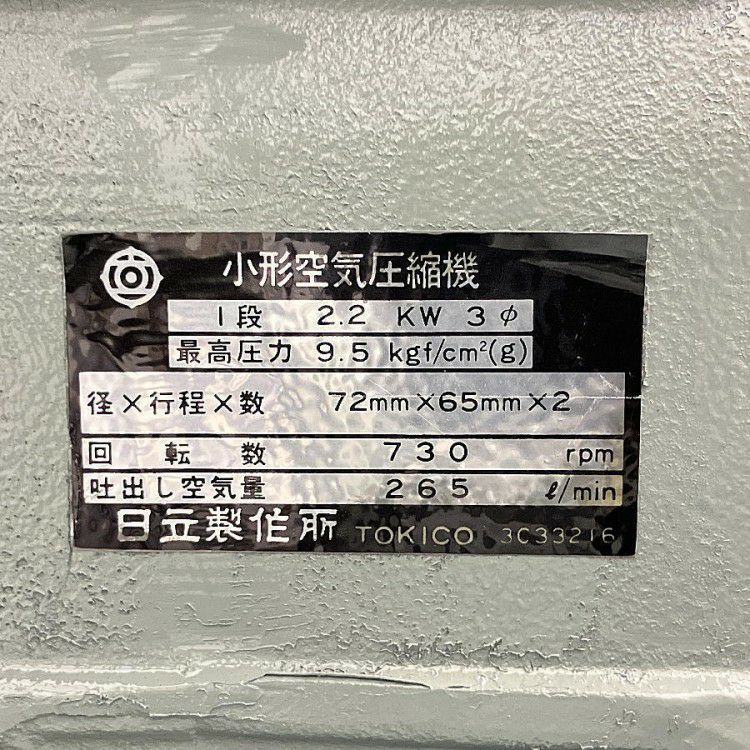 小形空気圧縮機
1段 2.2 KW 3φ
最高圧力 9.5 kgf/cm²(g)
径×行程×数 72mm×65mm×2
回転数 730 rpm
吐出し空気量 265 ℓ/min
日立製作所 TOKICO 3C33216